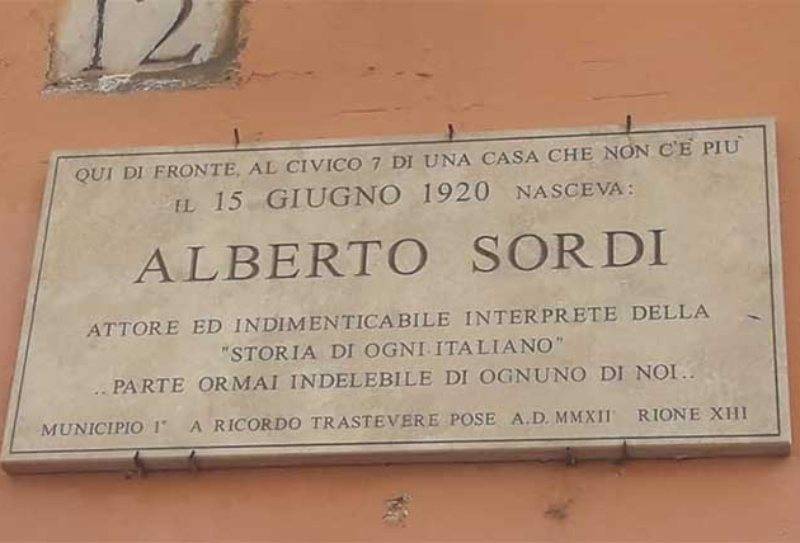 12
QUI DI FRONTE, AL CIVICO 7 DI UNA CASA CHE NON C'È PIÙ
IL 15 GIUGNO 1920 NASCEVA:
ALBERTO SORDI
ATTORE ED INDIMENTICABILE INTERPRETE DELLA
"STORIA DI OGNI ITALIANO"
..PARTE ORMAI INDELEBILE DI OGNUNO DI NOI..
MUNICIPIO I° A RICORDO TRASTEVERE POSE A.D. MMXII RIONE XIII